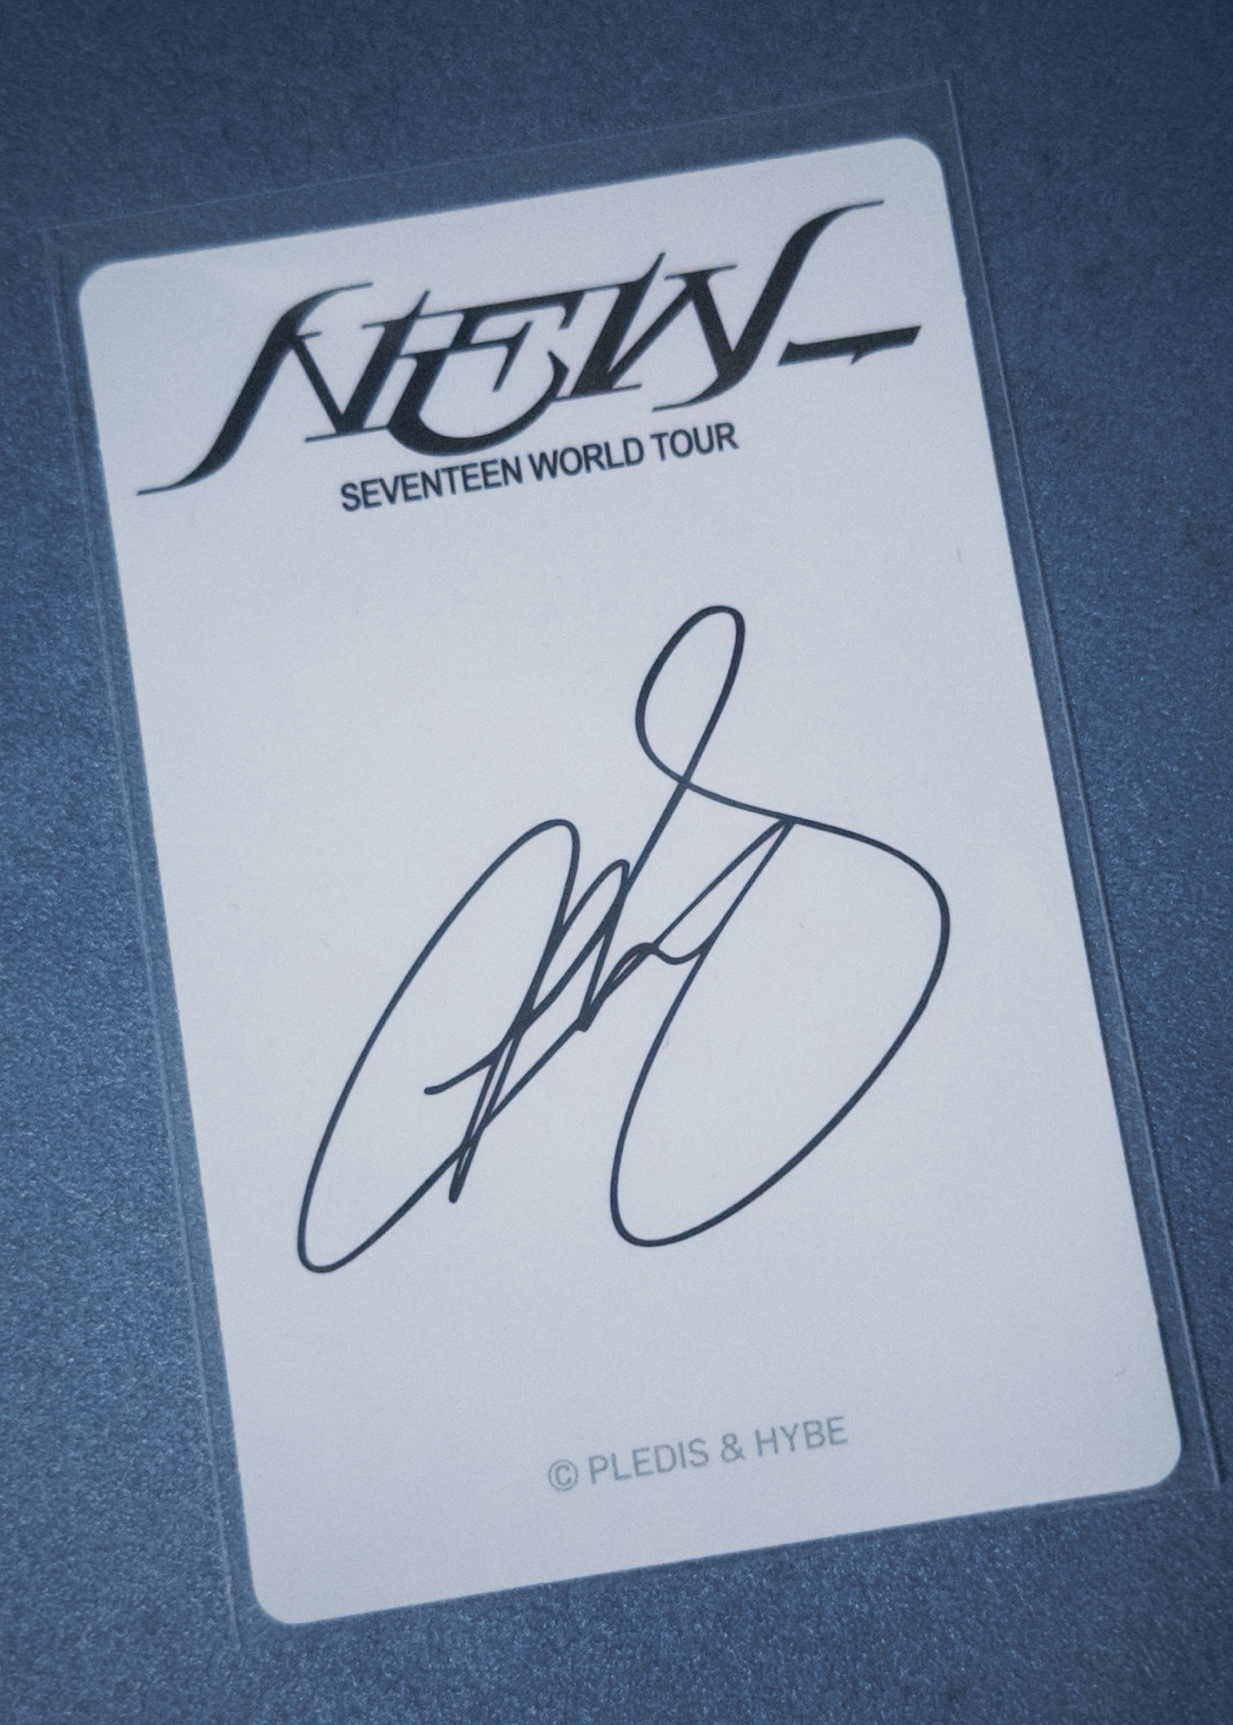 NEW_
SEVENTEEN WORLD TOUR
© PLEDIS & HYBE